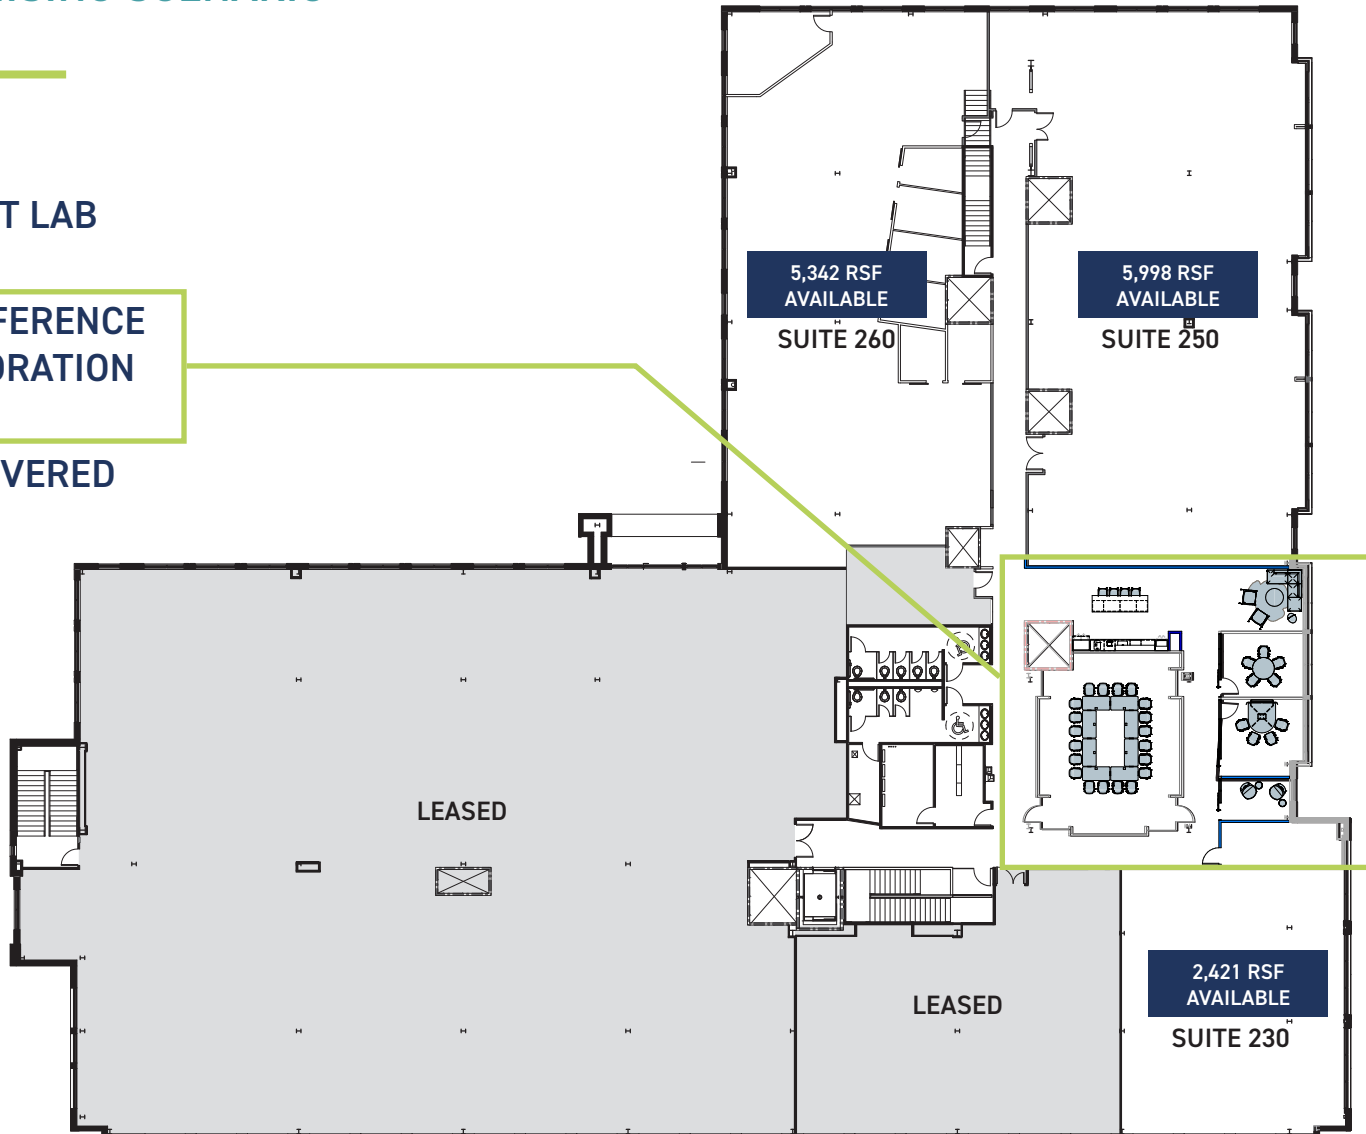 T LAB
FERENCE
ORATION
VERED
5,342 RSF
AVAILABLE
SUITE 260
5,998 RSF
AVAILABLE
SUITE 250
LEASED
LEASED
2,421 RSF
AVAILABLE
SUITE 230